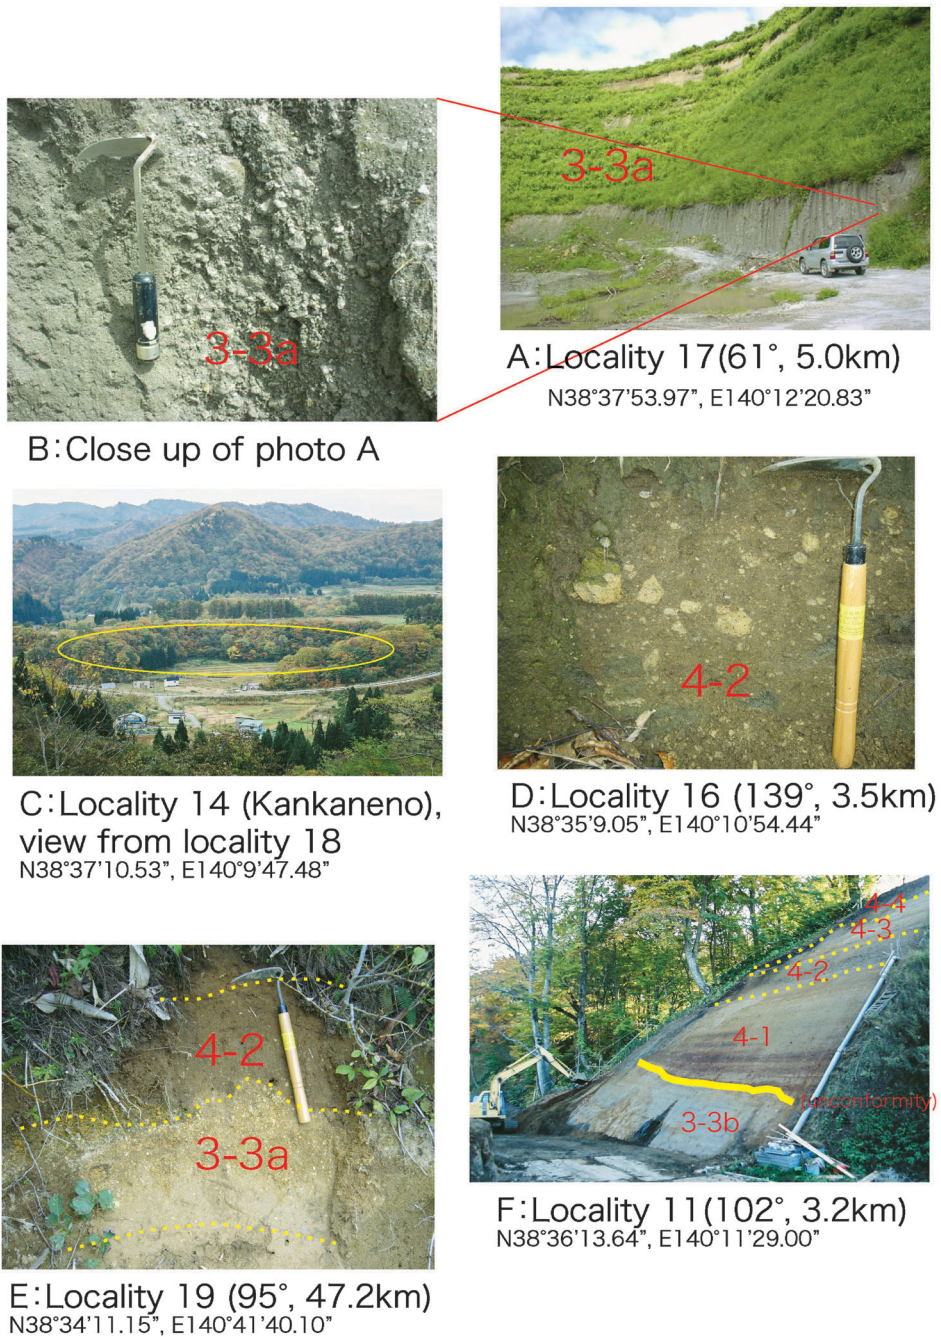 3-3a
A:Locality 17(61°, 5.0km)
N38°37'53.97”, E140°12'20.83”
3-3a
B:Close up of photo A
C:Locality 14 (Kankaneno),
view from locality 18
N38°37'10.53”, E140°9'47.48”
4-2
D:Locality 16 (139°, 3.5km)
N38°35'9.05”, E140°10'54.44”
4-2
3-3a
E:Locality 19 (95°, 47.2km)
N38°34'11.15”, E140°41'40.10”
4-4
4-3
4-2
4-1
(unconformity)
3-3b
F:Locality 11(102°, 3.2km)
N38°36'13.64”, E140°11'29.00”